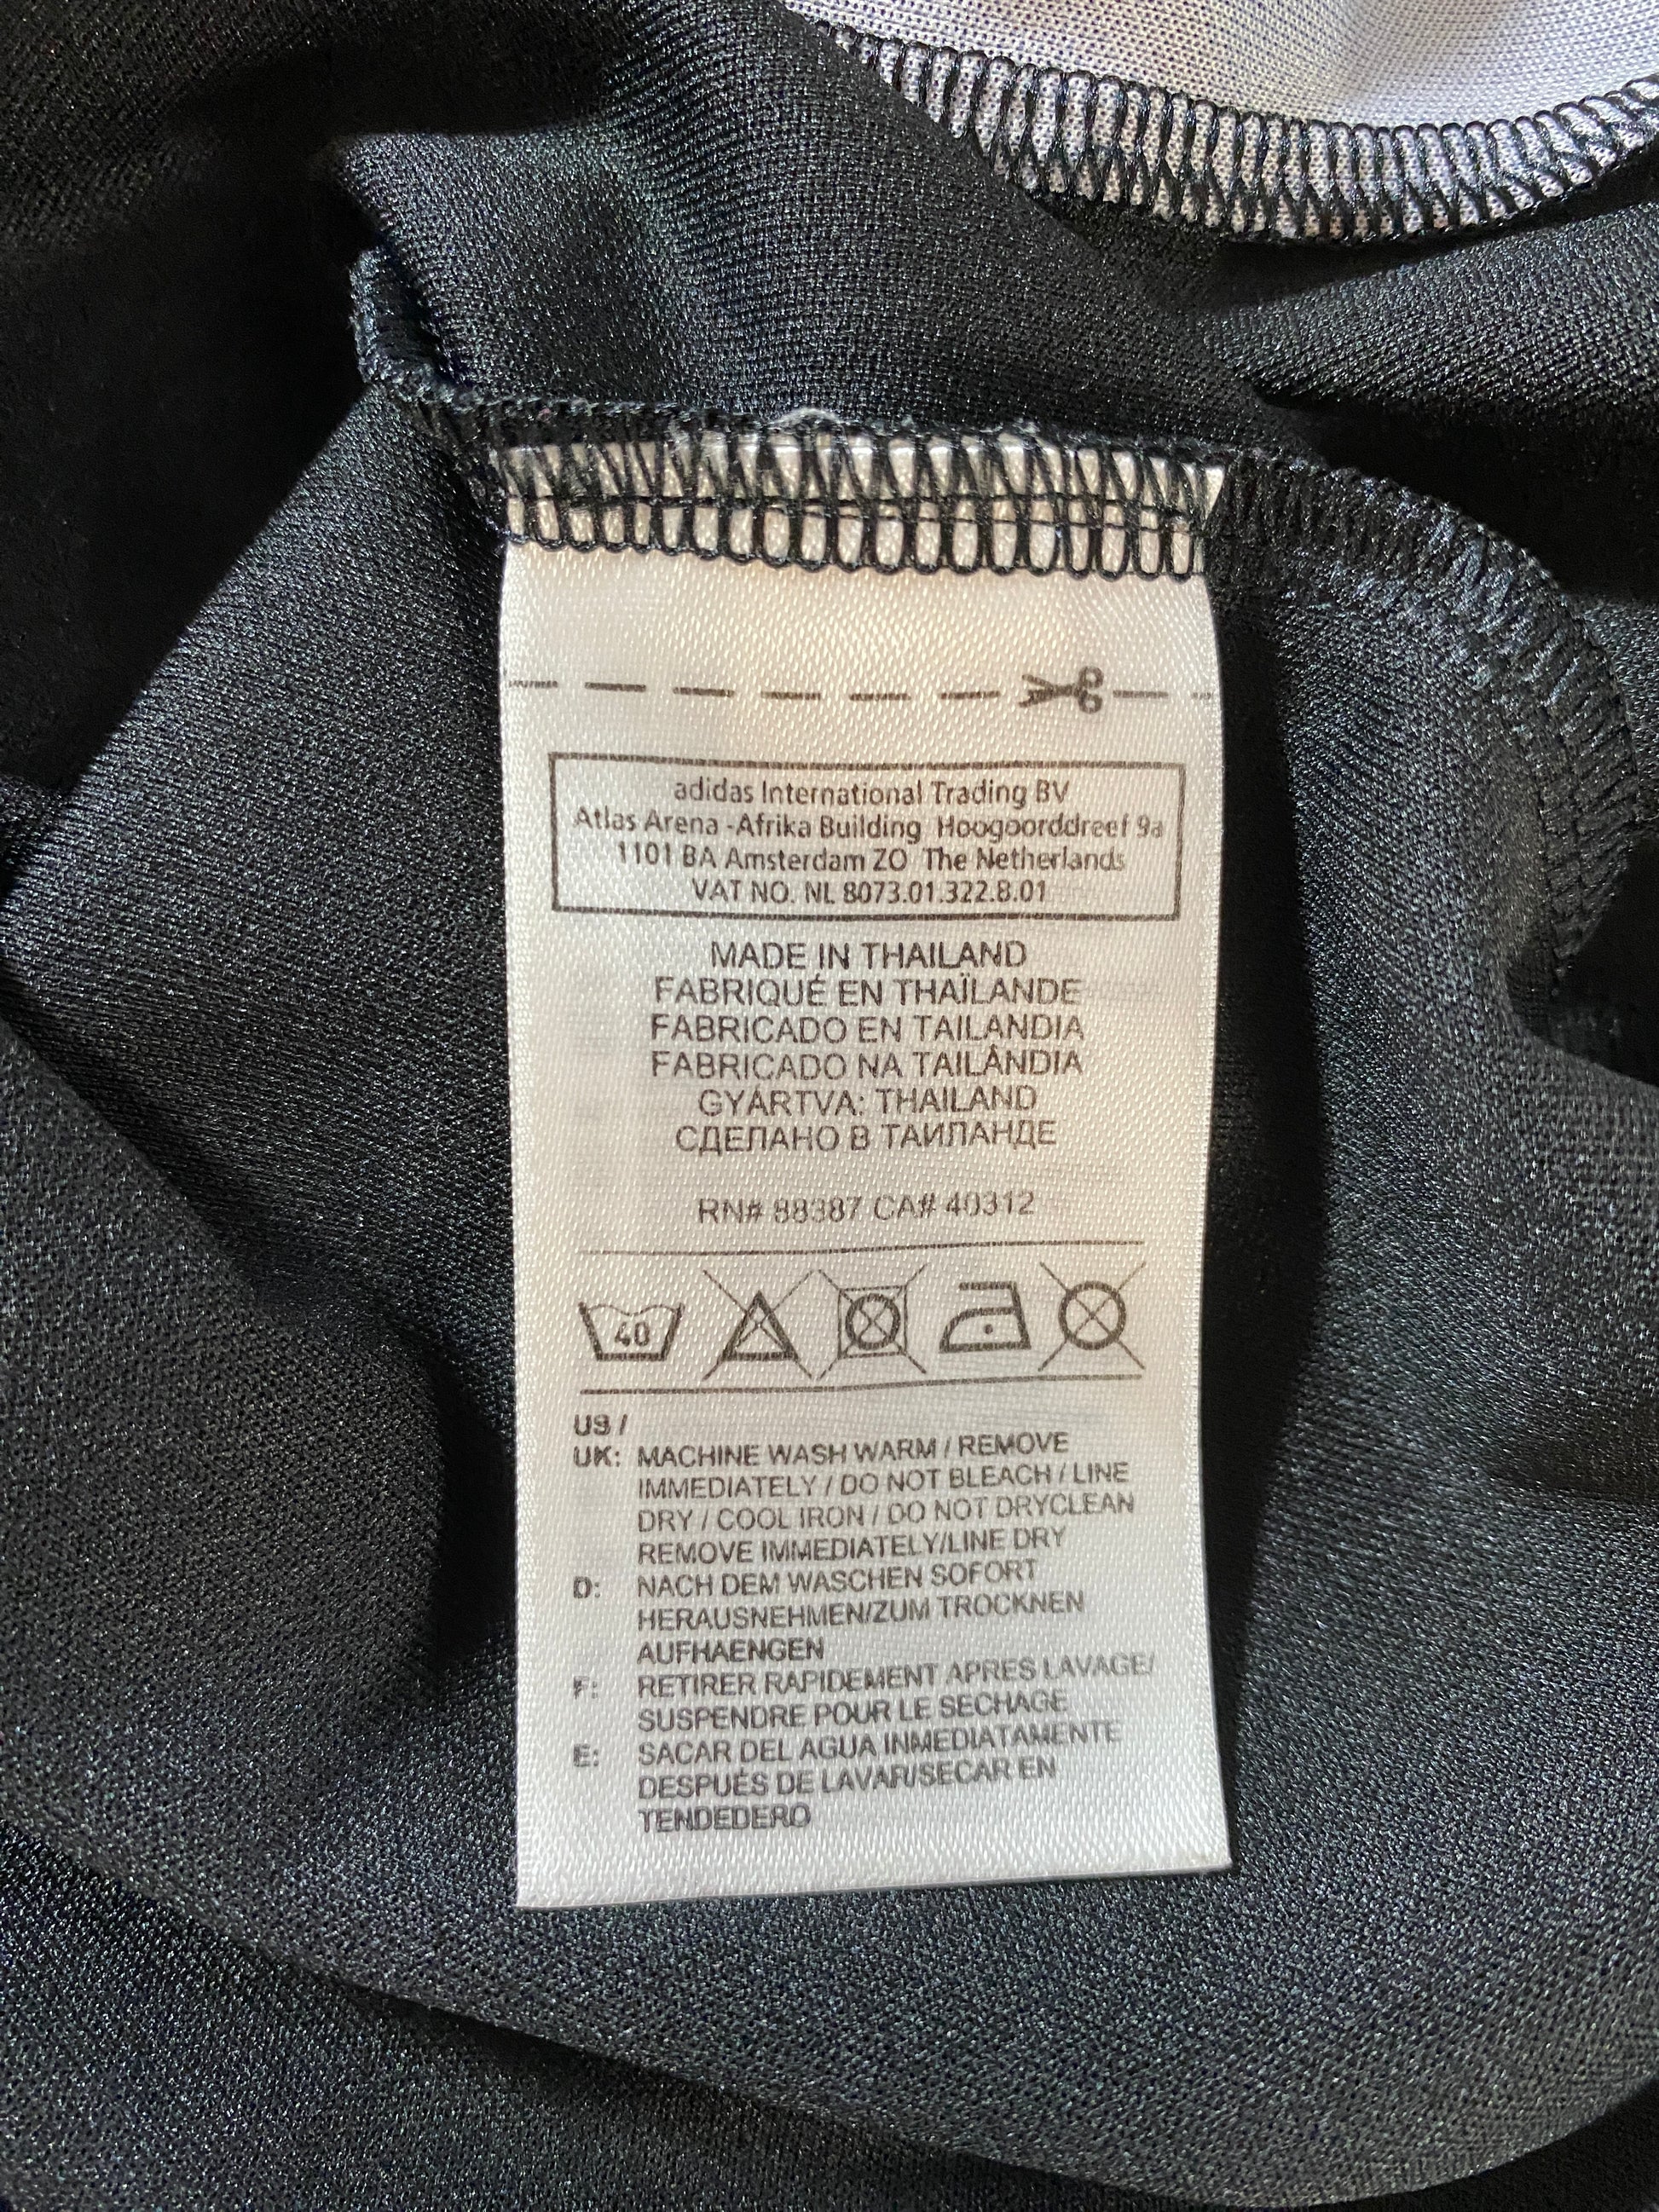 adidas International Trading BV
Atlas Arena -Afrika Building Hoogoorddreef 9a
1101 BA Amsterdam ZO The Netherlands
VAT NO. NL 8073.01.322.8.01
MADE IN THAILAND
FABRIQUÉ EN THAÏLANDE
FABRICADO EN TAILANDIA
FABRICADO NA TAILÂNDIA
GYÁRTVA: THAILAND
СДЕЛАНО В ТАИЛАНДЕ
RN# 88387 CA# 40312
40
US /
UK: MACHINE WASH WARM / REMOVE
IMMEDIATELY / DO NOT BLEACH / LINE
DRY / COOL IRON / DO NOT DRYCLEAN
REMOVE IMMEDIATELY/LINE DRY
D: NACH DEM WASCHEN SOFORT
HERAUSNEHMEN/ZUM TROCKNEN
AUFHAENGEN
F: RETIRER RAPIDEMENT APRES LAVAGE/
SUSPENDRE POUR LE SECHAGE
E: SACAR DEL AGUA INMEDIATAMENTE
DESPUÉS DE LAVAR/SECAR EN
TENDEDERO